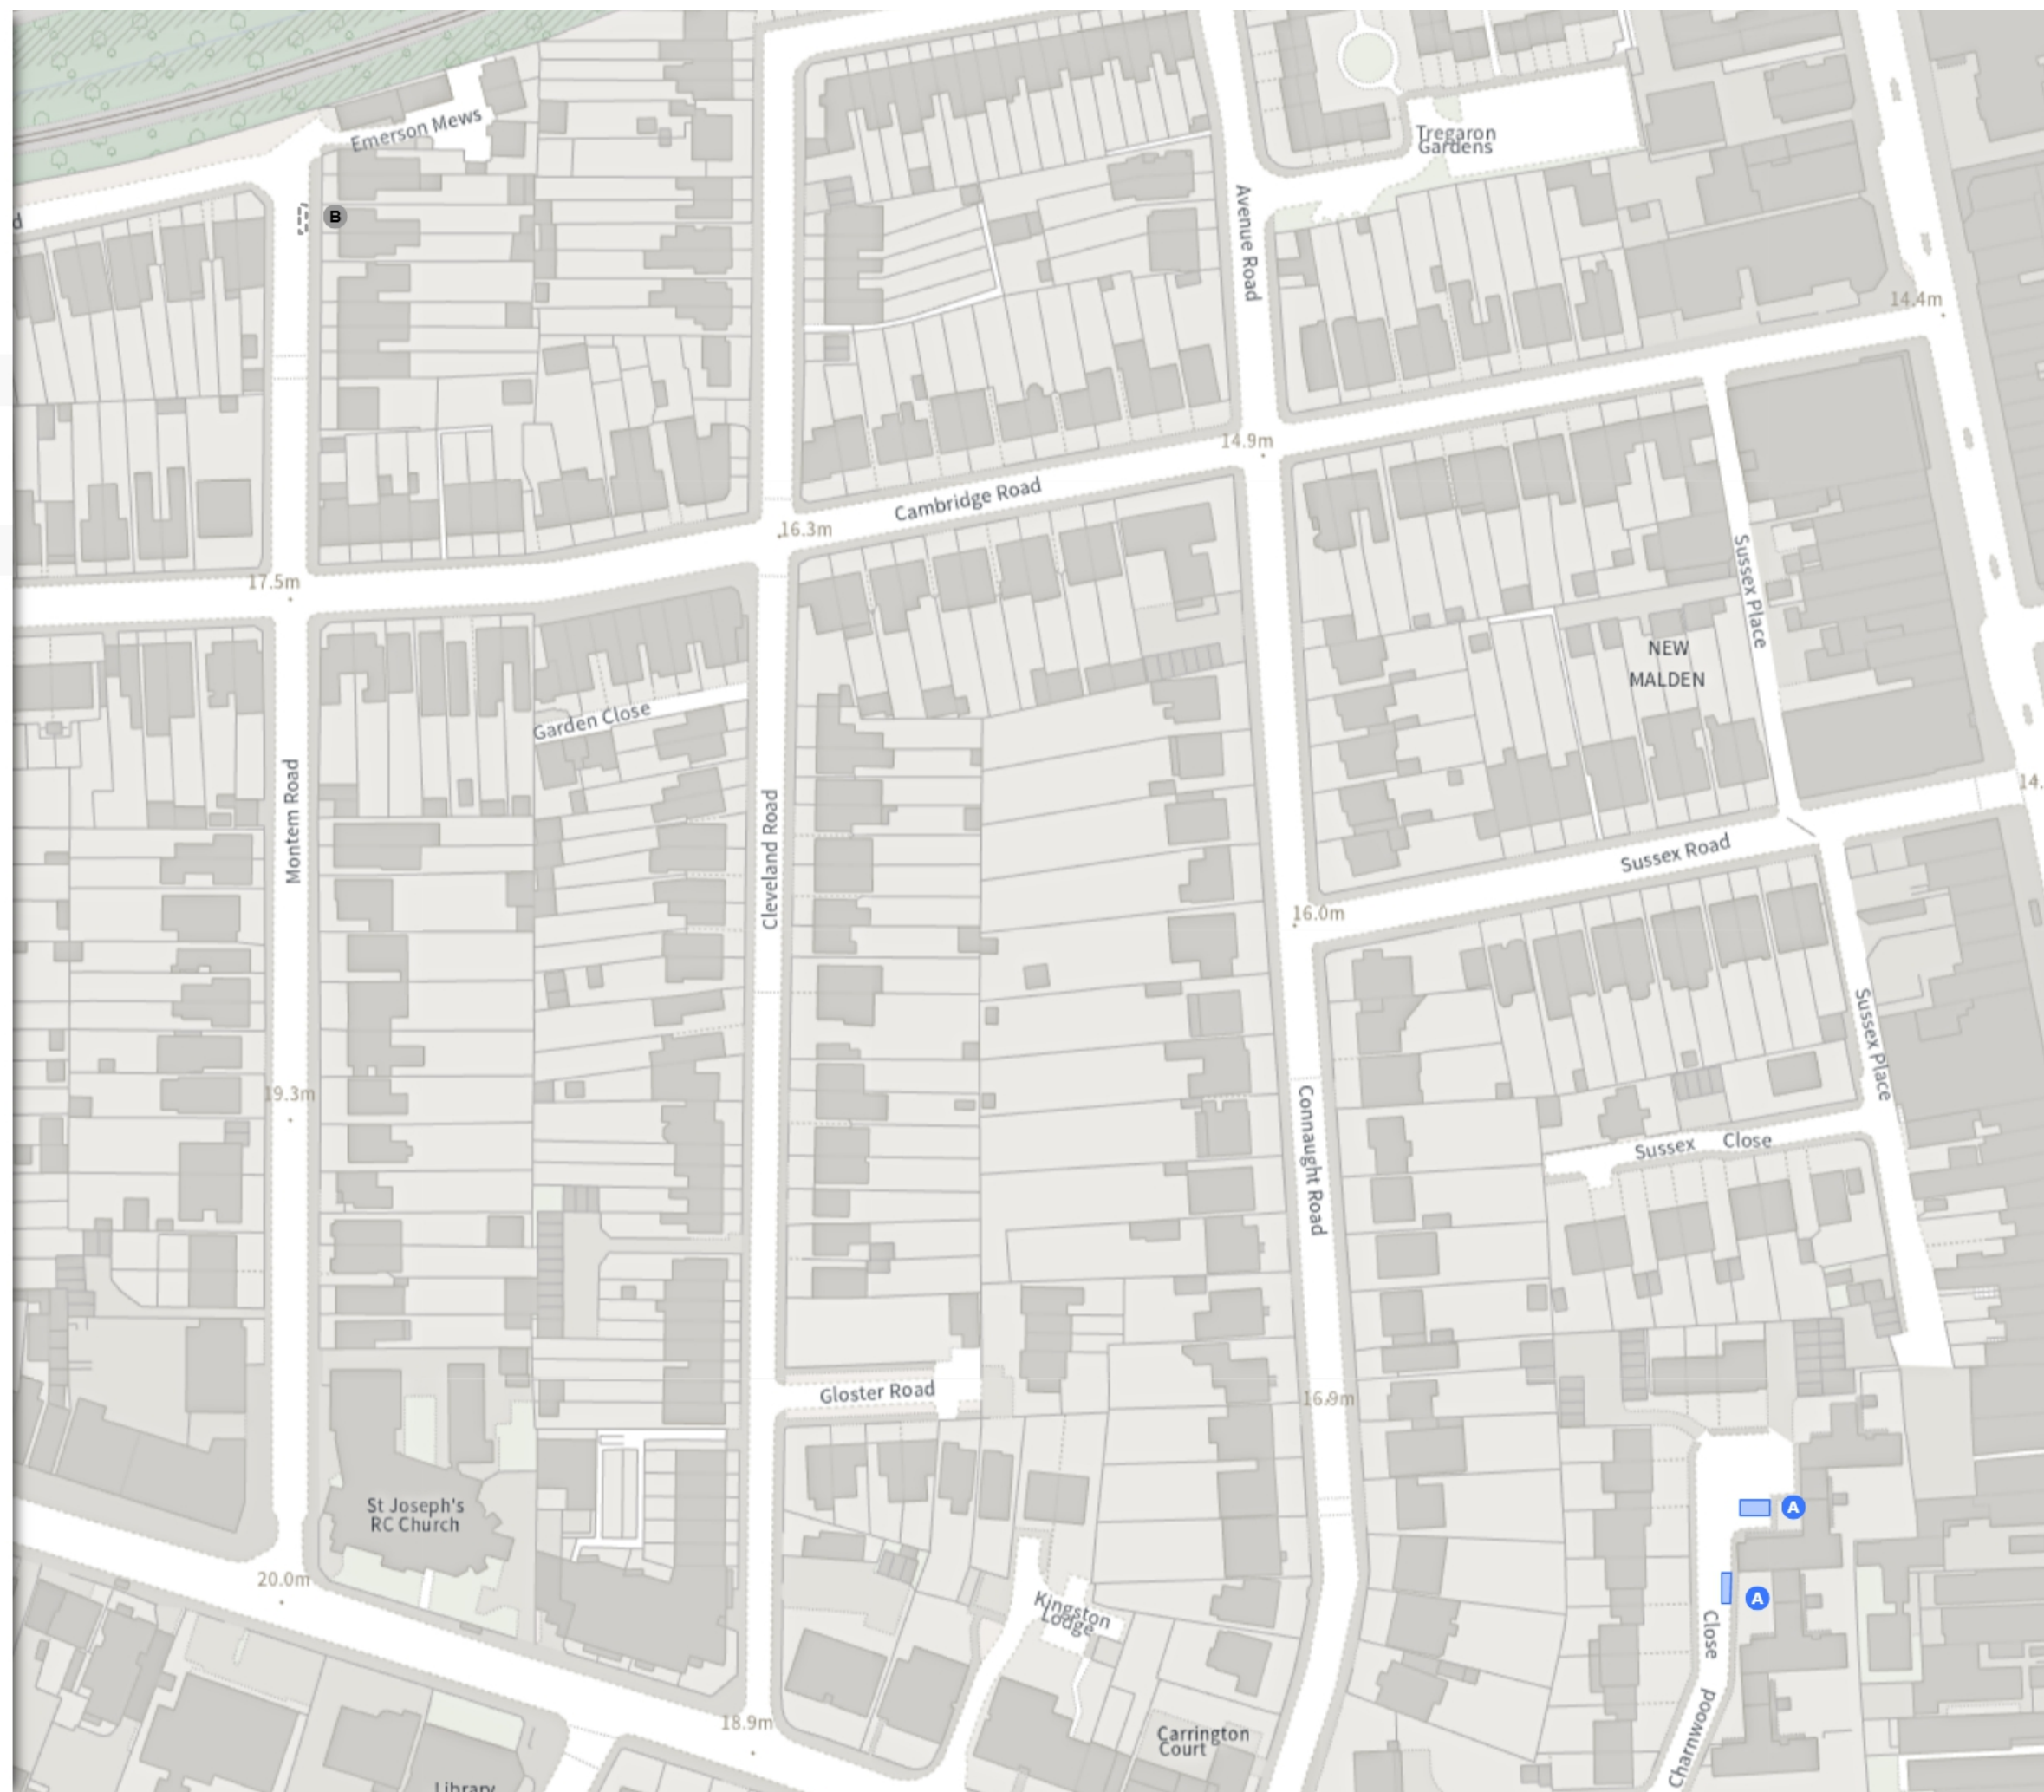 Emerson Mews
Tregaron
Gardens
d
B
Avenue Road
14.4m
14.9m
Cambridge Road
16.3m
17.5m
Sussex Place
NEW
MALDEN
Garden Close
Montem Road
Cleveland Road
14.
Sussex Road
16.0m
Sussex Place
19.3m
Connaught Road
Sussex Close
Gloster Road
16.9m
St Joseph's
RC Church
A
20.0m
A
Kingston
Lodge
Charnwood Close
18.9m
Carrington
Court
Library